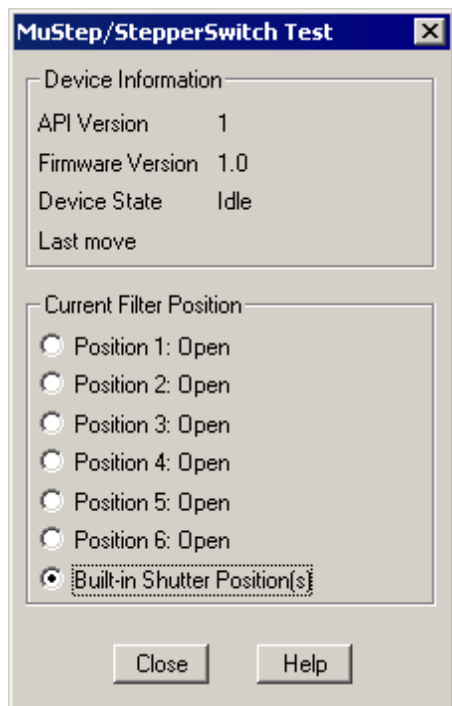 MuStep/StepperSwitch Test
Device Information
API Version 1
Firmware Version 1.0
Device State Idle
Last move
Current Filter Position
Position 1: Open
Position 2: Open
Position 3: Open
Position 4: Open
Position 5: Open
Position 6: Open
Built-in Shutter Position(s)
Close Help